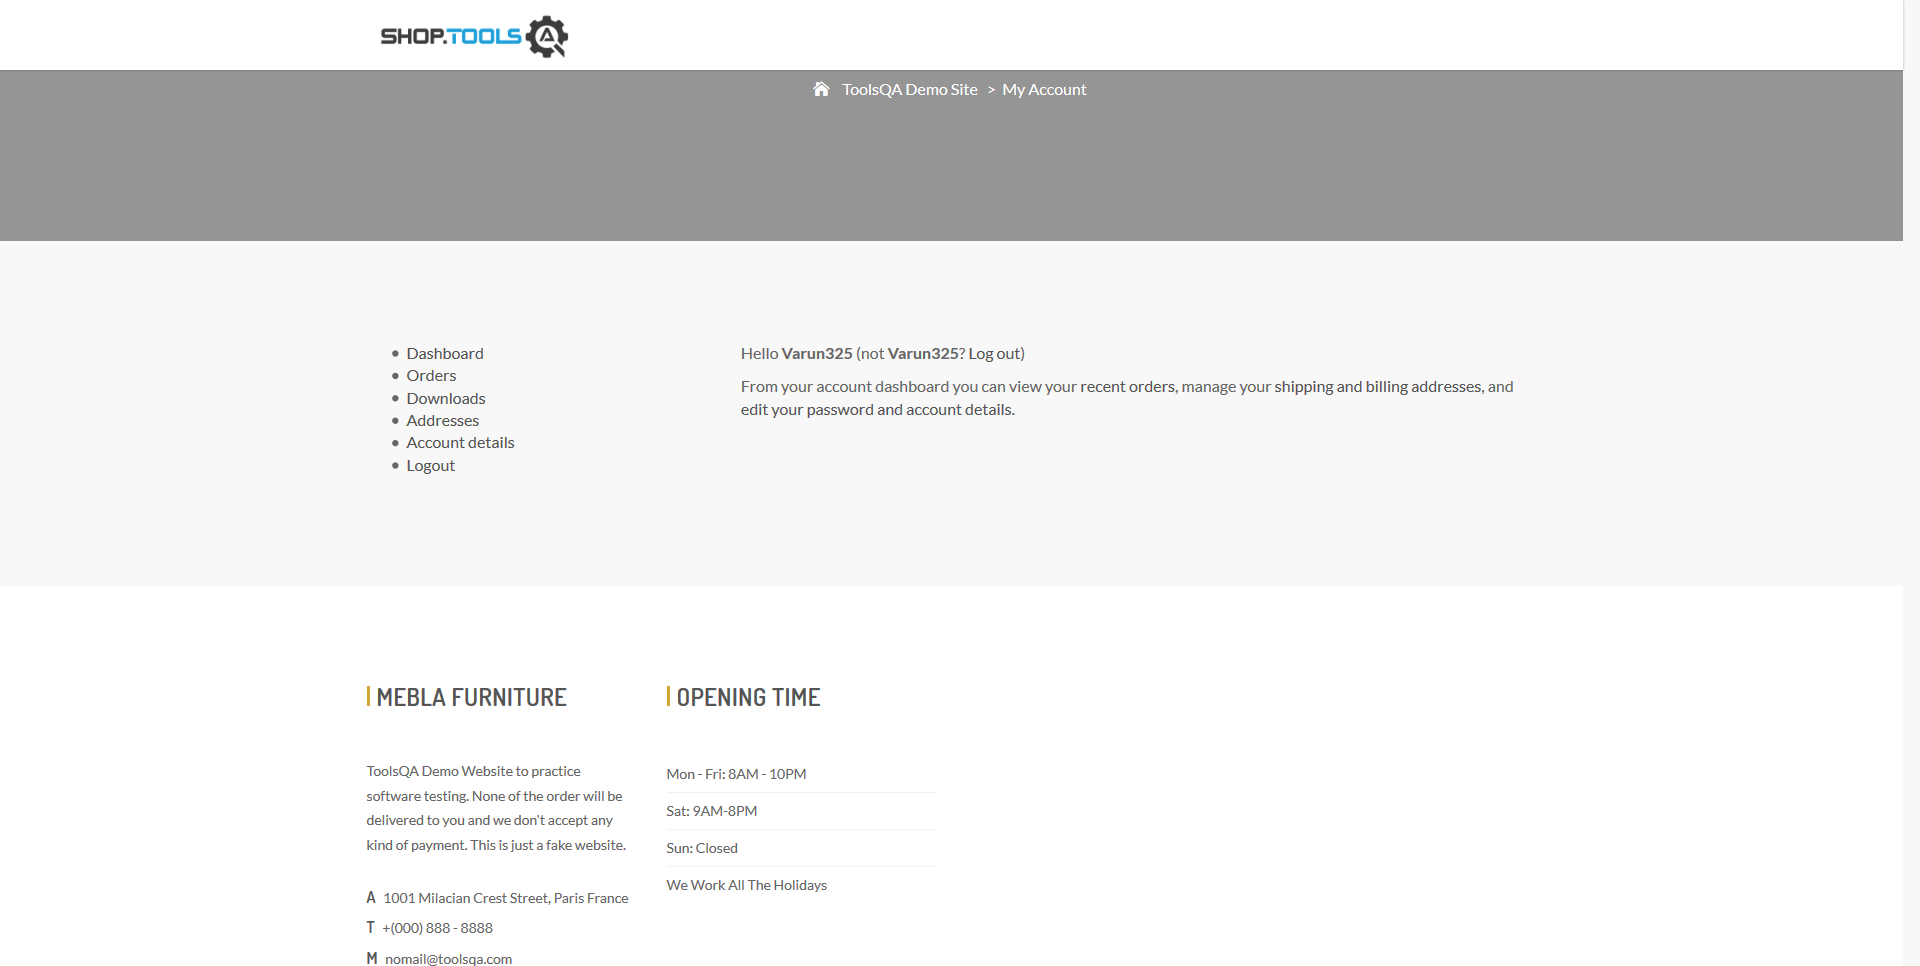 SHOP.TOOLSQA
ToolsQA Demo Site > My Account
Dashboard
Orders
Downloads
Addresses
Account details
Logout
Hello Varun325 (not Varun325? Log out)
From your account dashboard you can view your recent orders, manage your shipping and billing addresses, and
edit your password and account details.
MEBLA FURNITURE
ToolsQA Demo Website to practice
software testing. None of the order will be
delivered to you and we don't accept any
kind of payment. This is just a fake website.
A 1001 Milacian Crest Street, Paris France
T +(000) 888 - 8888
M nomail@toolsqa.com
OPENING TIME
Mon - Fri: 8AM - 10PM
Sat: 9AM-8PM
Sun: Closed
We Work All The Holidays